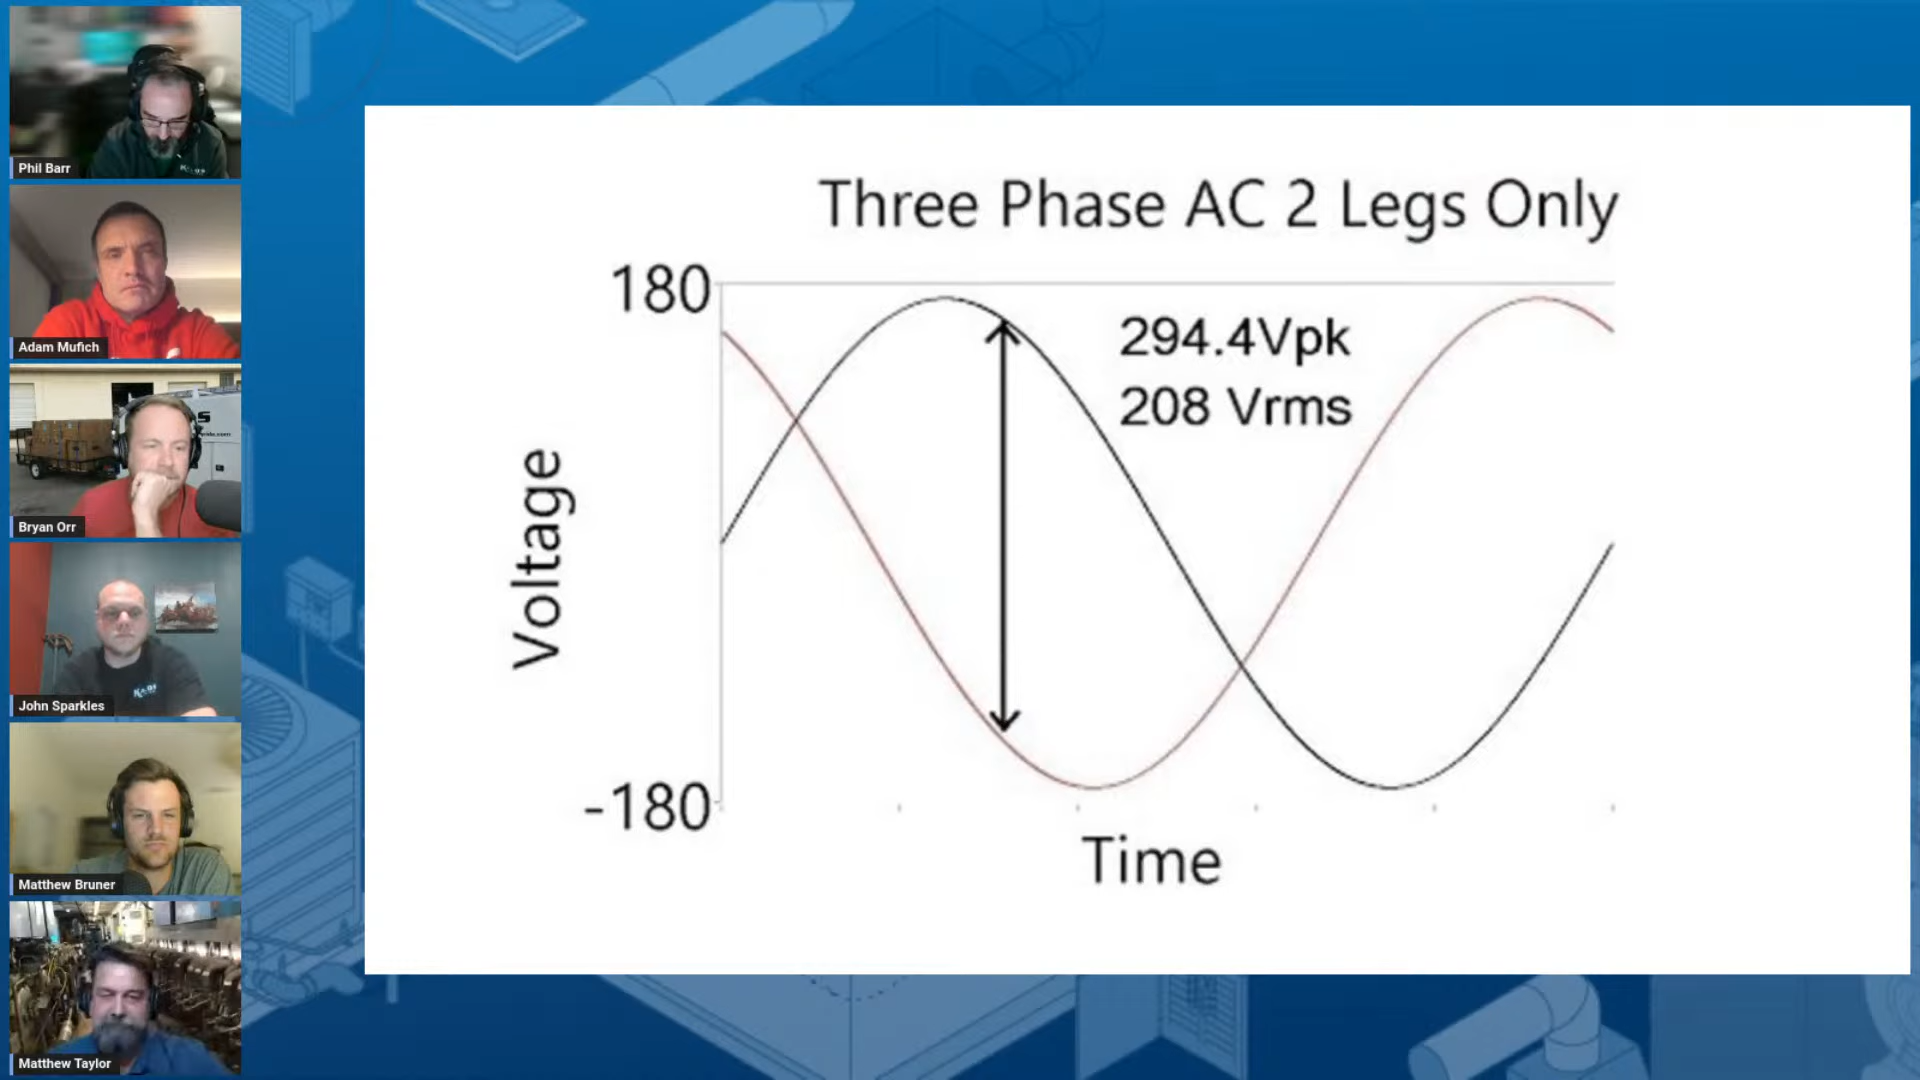 Phil Barr
Adam Mufich
Bryan Orr
John Sparkles
Matthew Bruner
Matthew Taylor
Three Phase AC 2 Legs Only
180
294.4Vpk
208 Vrms
Voltage
-180
Time